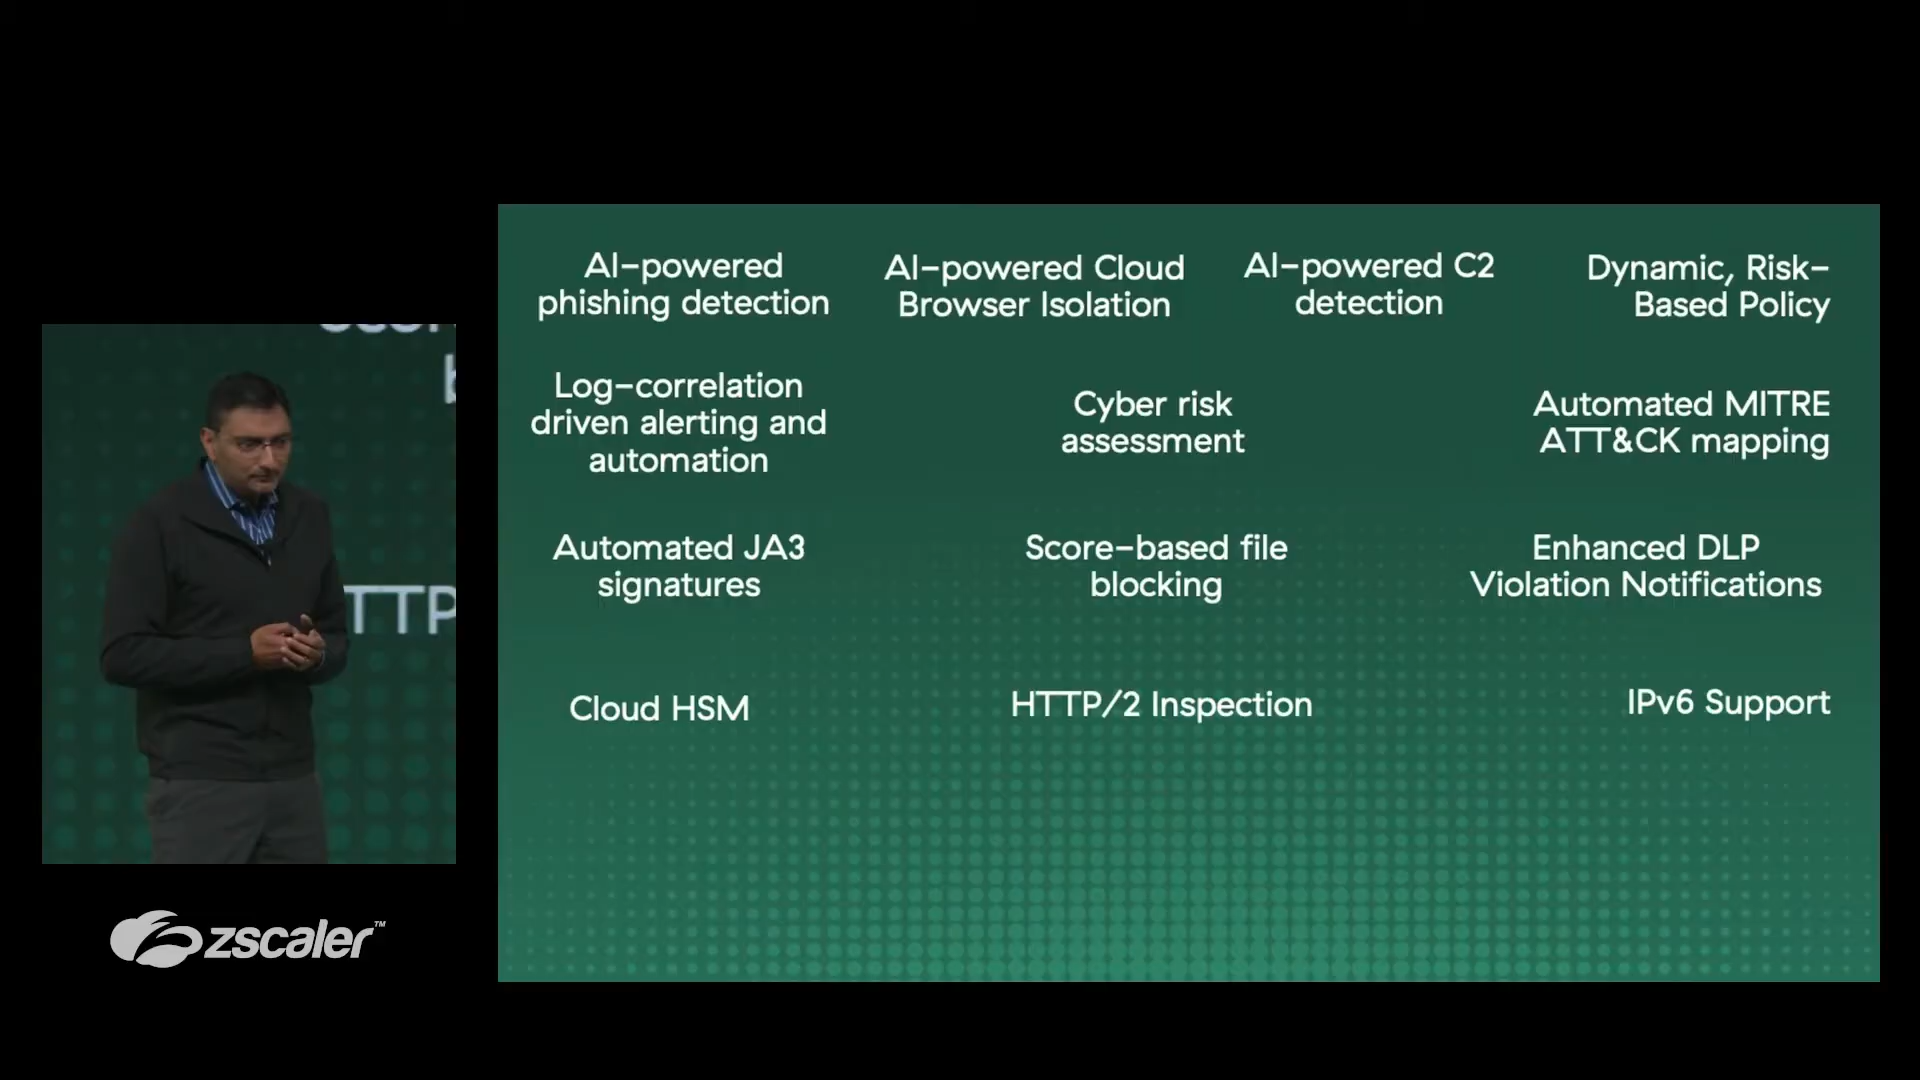 AI-powered
phishing detection
AI-powered Cloud
Browser Isolation
AI-powered C2
detection
Dynamic, Risk-
Based Policy
Log-correlation
driven alerting and
automation
Cyber risk
assessment
Automated MITRE
ATT&CK mapping
Automated JA3
signatures
Score-based file
blocking
Enhanced DLP
Violation Notifications
Cloud HSM
HTTP/2 Inspection
IPv6 Support
TTP
zscaler™